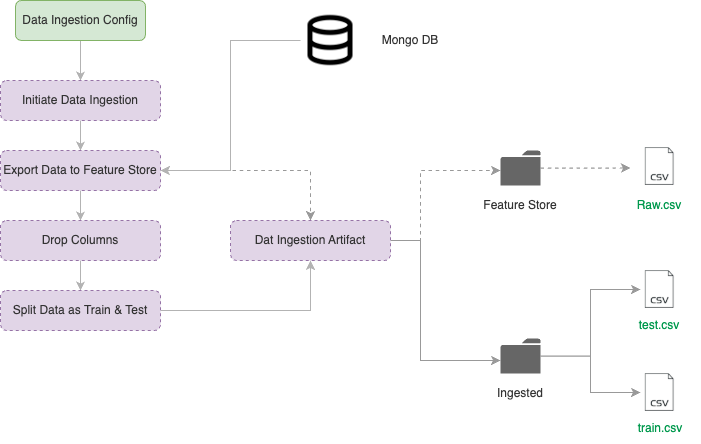 Data Ingestion Config
Mongo DB
Initiate Data Ingestion
Export Data to Feature Store
CSV
Feature Store
Raw.csv
Drop Columns
Dat Ingestion Artifact
CSV
Split Data as Train & Test
test.csv
Ingested
CSV
train.csv